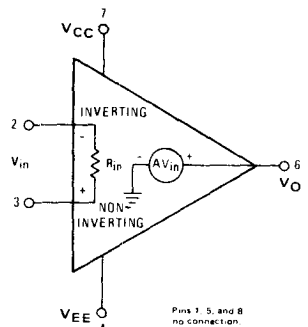 7
VCC
INVERTING
2
-
Vin
Rin
- AVin +
6
VO
+
3
NON-
INVERTING
VEE
4
Pins 1, 5, and 8
no connection.